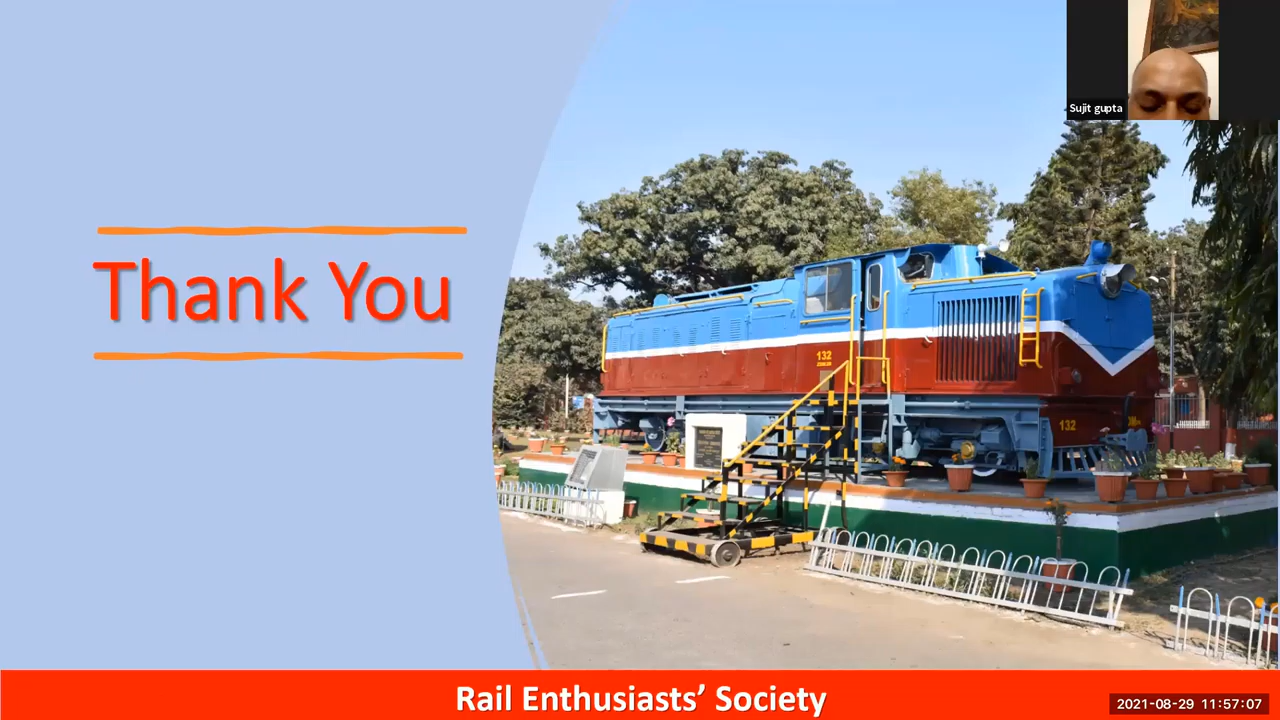 Sujit gupta
Thank You
132
132
Rail Enthusiasts' Society
2021-08-29 11:57:07